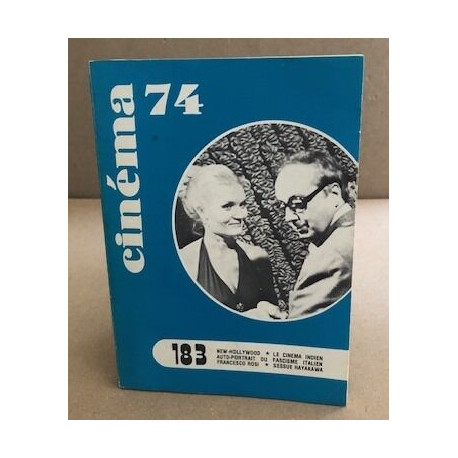 cinéma 74
183
NEW-HOLLYWOOD ★ LE CINEMA INDIEN
AUTO-PORTRAIT DU FASCISME ITALIEN
FRANCESCO ROSI ★ SESSUE HAYAKAWA